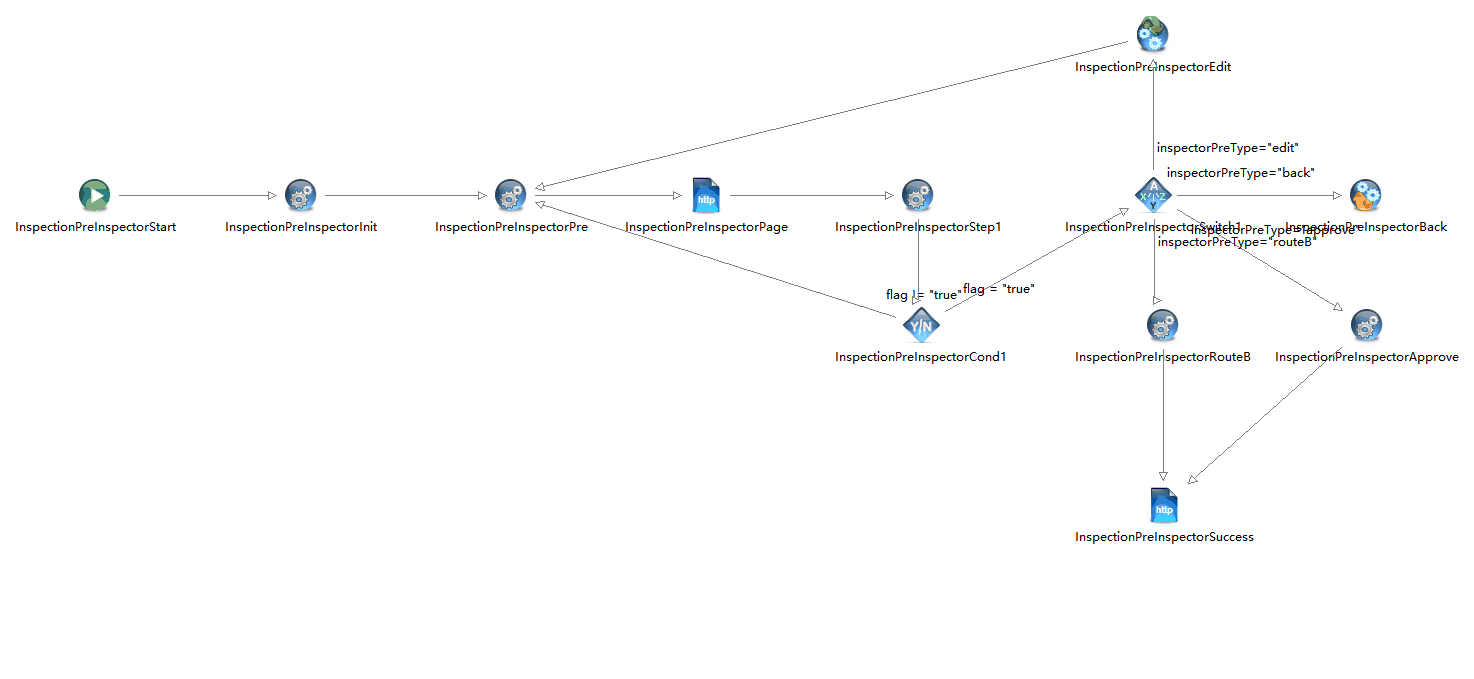 InspectionPreInspectorEdit
inspectorPreType="edit"
inspectorPreType="back"
http
A
X
Z
Y
InspectionPreInspectorStart
InspectionPreInspectorInit
InspectionPreInspectorPre
InspectionPreInspectorPage
InspectionPreInspectorStep1
InspectionPreInspectorSwitch1
InspectionPreInspectorBack
inspectorPreType="approve"
inspectorPreType="routeB"
flag != "true"
flag = "true"
Y|N
InspectionPreInspectorCond1
InspectionPreInspectorRouteB
InspectionPreInspectorApprove
http
InspectionPreInspectorSuccess